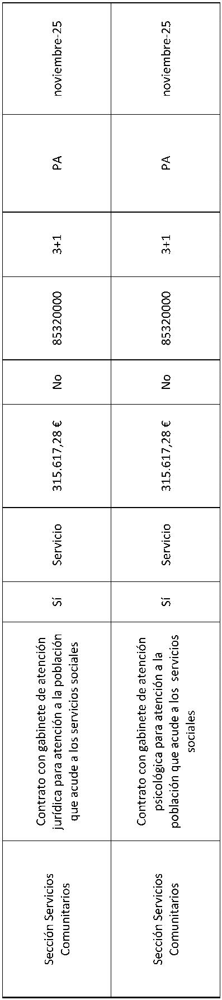 Sección Servicios
Comunitarios
Contrato con gabinete de atención
jurídica para atención a la población
que acude a los servicios sociales
Sí
Servicio
315.617,28 €
No
85320000
3+1
PA
noviembre-25
Sección Servicios
Comunitarios
Contrato con gabinete de atención
psicológica para atención a la
población que acude a los  servicios
sociales
Sí
Servicio
315.617,28 €
No
85320000
3+1
PA
noviembre-25